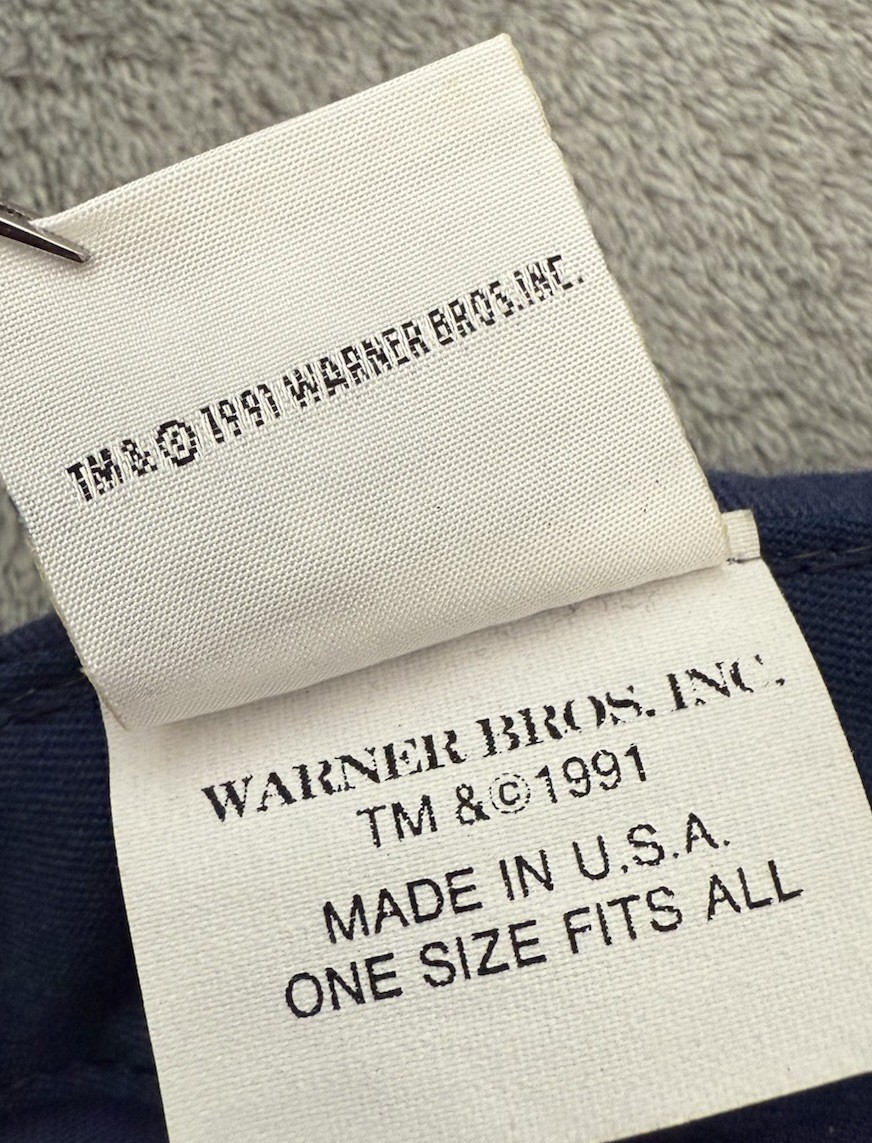 TM & © 1991 WARNER BROS.INC.
WARNER BROS. INC.
TM &©1991
MADE IN U.S.A.
ONE SIZE FITS ALL